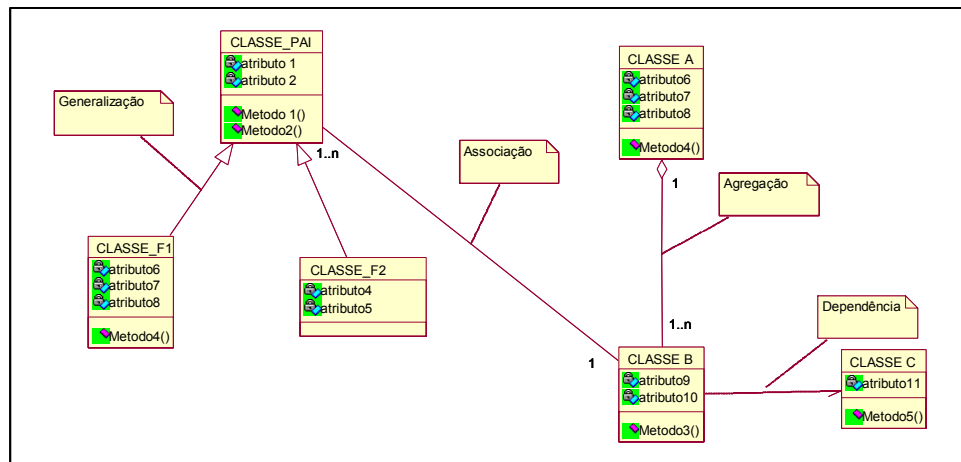 CLASSE_PAI
atributo 1
atributo 2
Metodo 1()
Metodo2()
CLASSE A
atributo6
atributo7
atributo8
Metodo4()
Generalização
1..n
Associação
1
Agregação
CLASSE_F1
atributo6
atributo7
atributo8
Metodo4()
CLASSE_F2
atributo4
atributo5
1..n
Dependência
1
CLASSE B
atributo9
atributo10
Metodo3()
CLASSE C
atributo11
Metodo5()